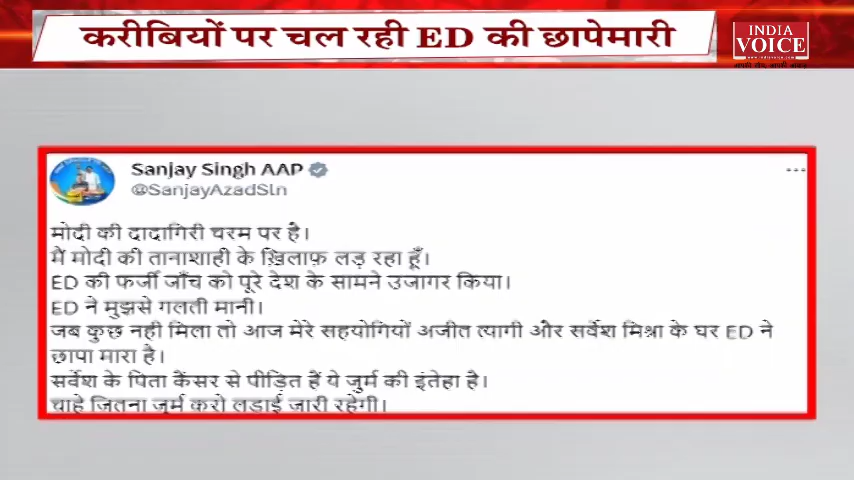 करीबियों पर चल रही ED की छापेमारी
INDIA
VOICE
Sanjay Singh AAP
@SanjayAzadSln
मोदी की दादागिरी चरम पर है।
मैं मोदी की तानाशाही के ख़िलाफ़ लड़ रहा हूँ।
ED की फर्जी जाँच को पूरे देश के सामने उजागर किया।
ED ने मुझसे गलती मानी।
जब कुछ नही मिला तो आज मेरे सहयोगियों अजीत त्यागी और सर्वेश मिश्रा के घर ED ने
छापा मारा है।
सर्वेश के पिता कैंसर से पीड़ित हैं ये जुर्म की इंतेहा है।
चाहे जितना जुर्म करो लड़ाई जारी रहेगी।